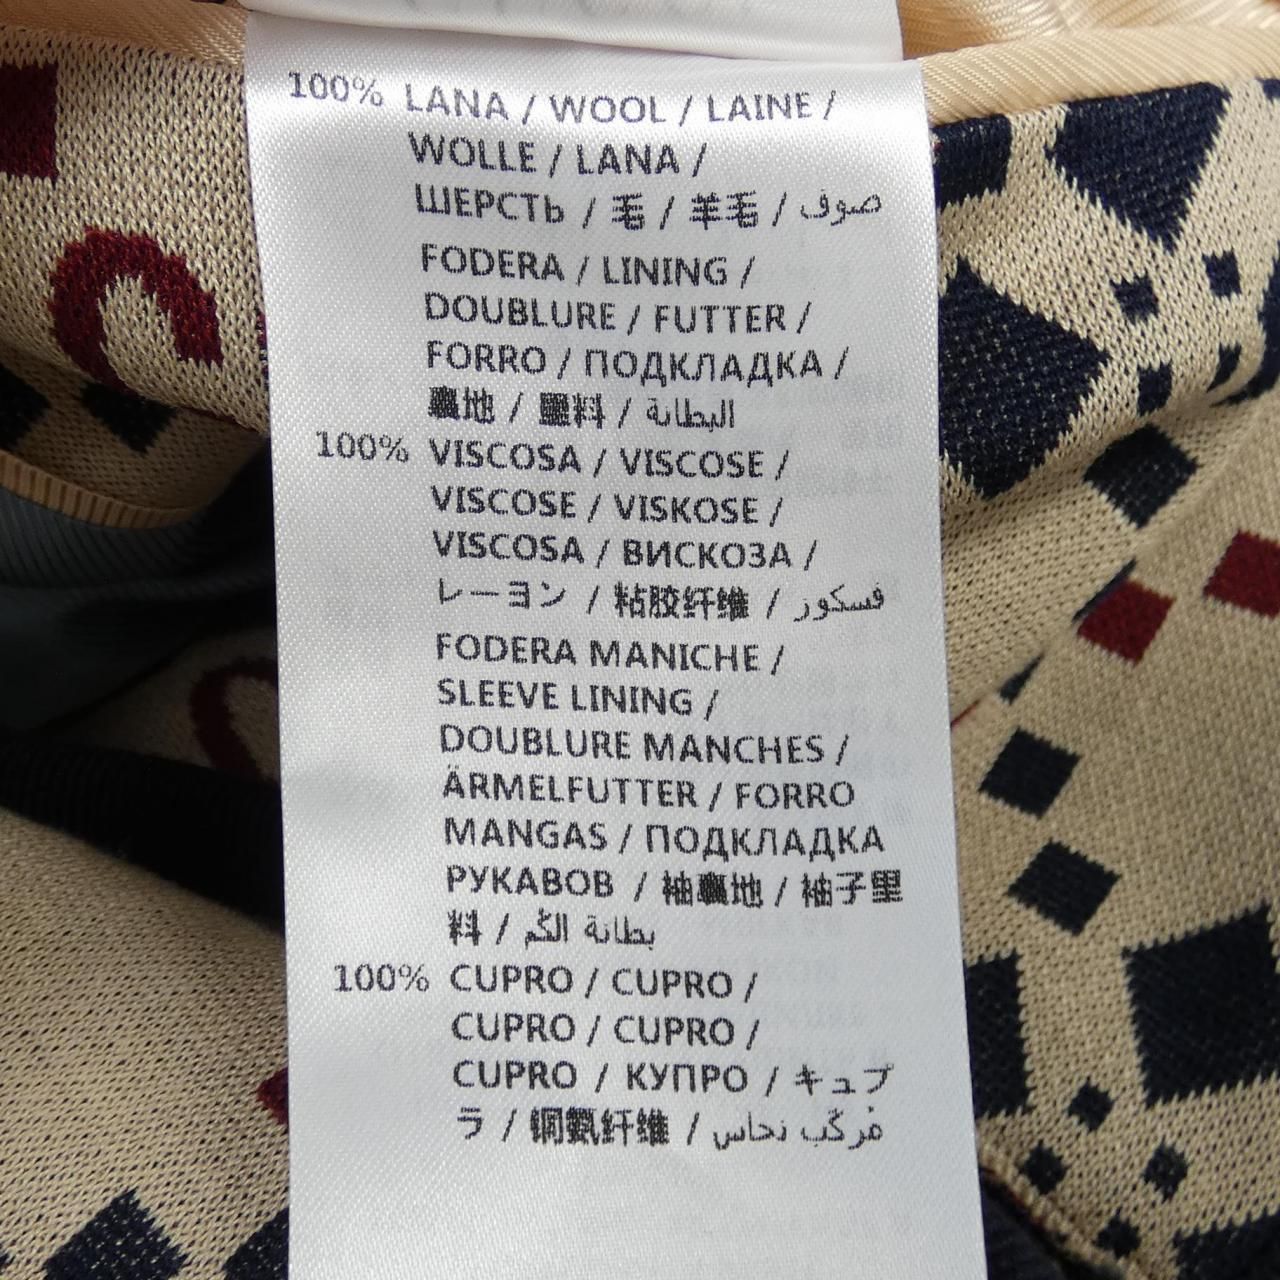 100% LANA / WOOL / LAINE /
WOLLE / LANA /
ШЕРСТЬ / 毛 / 羊毛 / صوف
FODERA / LINING /
DOUBLURE / FUTTER /
FORRO / ПОДКЛАДКА /
裏地 / 里料 / البطانة
100% VISCOSA / VISCOSE /
VISCOSE / VISKOSE /
VISCOSA / ВИСКОЗА /
レーヨン / 粘胶纤维 / فسكوز
FODERA MANICHE /
SLEEVE LINING /
DOUBLURE MANCHES /
ÄRMELFUTTER / FORRO
MANGAS / ПОДКЛАДКА
РУКАВОВ / 袖裏地 / 袖子里
料 / بطانة الكُم
100% CUPRO / CUPRO /
CUPRO / CUPRO /
CUPRO / КУПРО / キュプ
ラ / 铜氨纤维 / مُركّب نحاس